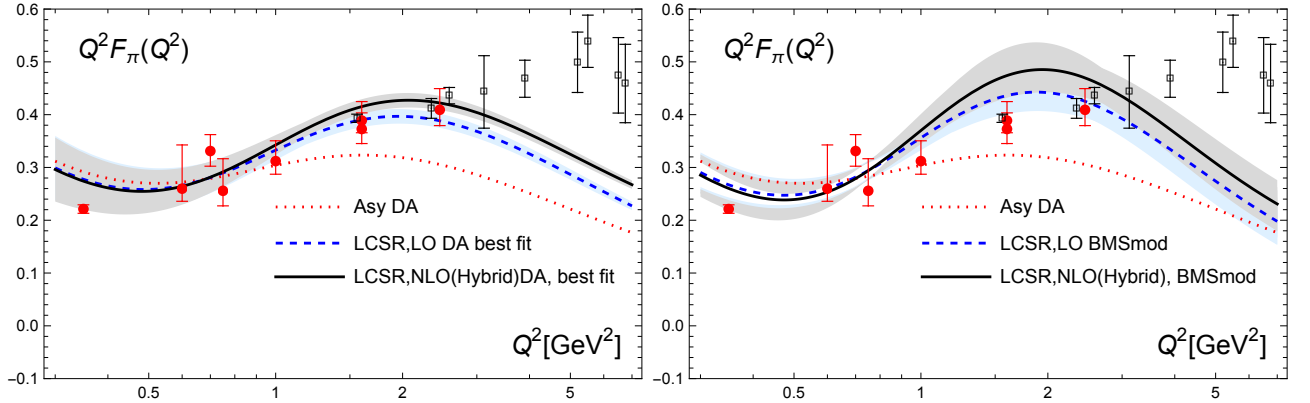 0.6
0.5
0.4
0.3
0.2
0.1
0.0
−0.1
0.5
1
2
5
Q²Fπ(Q²)
Asy DA
LCSR,LO DA best fit
LCSR,NLO(Hybrid)DA, best fit
Q²[GeV²]
0.6
0.5
0.4
0.3
0.2
0.1
0.0
−0.1
0.5
1
2
5
Q²Fπ(Q²)
Asy DA
LCSR,LO BMSmod
LCSR,NLO(Hybrid), BMSmod
Q²[GeV²]